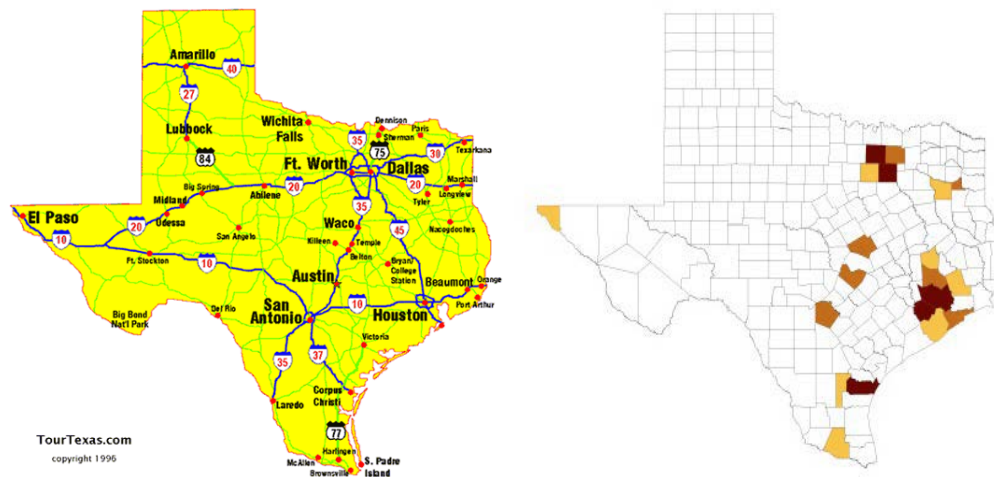 Amarillo
40
27
Lubbock
84
Wichita
Falls
Dennison
Sherman
Paris
35
75
30
Texarkana
Ft. Worth
Dallas
Marshall
Longview
Tyler
20
Big Spring
Abilene
20
Midland
Odessa
El Paso
10
20
San Angelo
Waco
35
45
Nacogdoches
Killeen
Temple
Belton
Bryan/
College
Station
Ft. Stockton
10
Austin
Beaumont
Orange
Port Arthur
San
Antonio
10
Houston
Big Bend
Nat'l Park
Del Rio
Victoria
35
37
Corpus
Christi
Laredo
77
Harlingen
McAllen
S. Padre
Island
Brownsville
TourTexas.com
copyright 1996